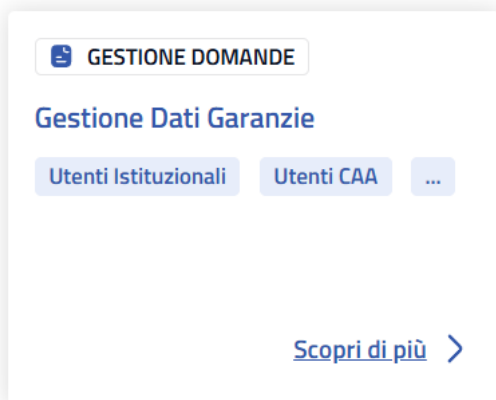 GESTIONE DOMANDE
Gestione Dati Garanzie
Utenti Istituzionali Utenti CAA ...
Scopri di più